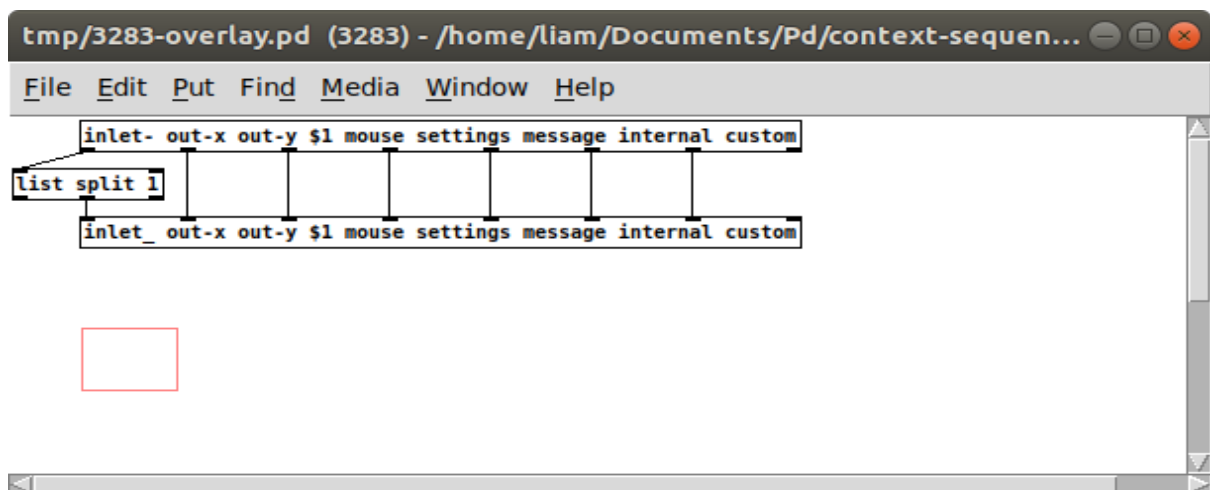 tmp/3283-overlay.pd (3283) - /home/liam/Documents/Pd/context-sequen...
File Edit Put Find Media Window Help
inlet- out-x out-y $1 mouse settings message internal custom
list split 1
inlet_ out-x out-y $1 mouse settings message internal custom